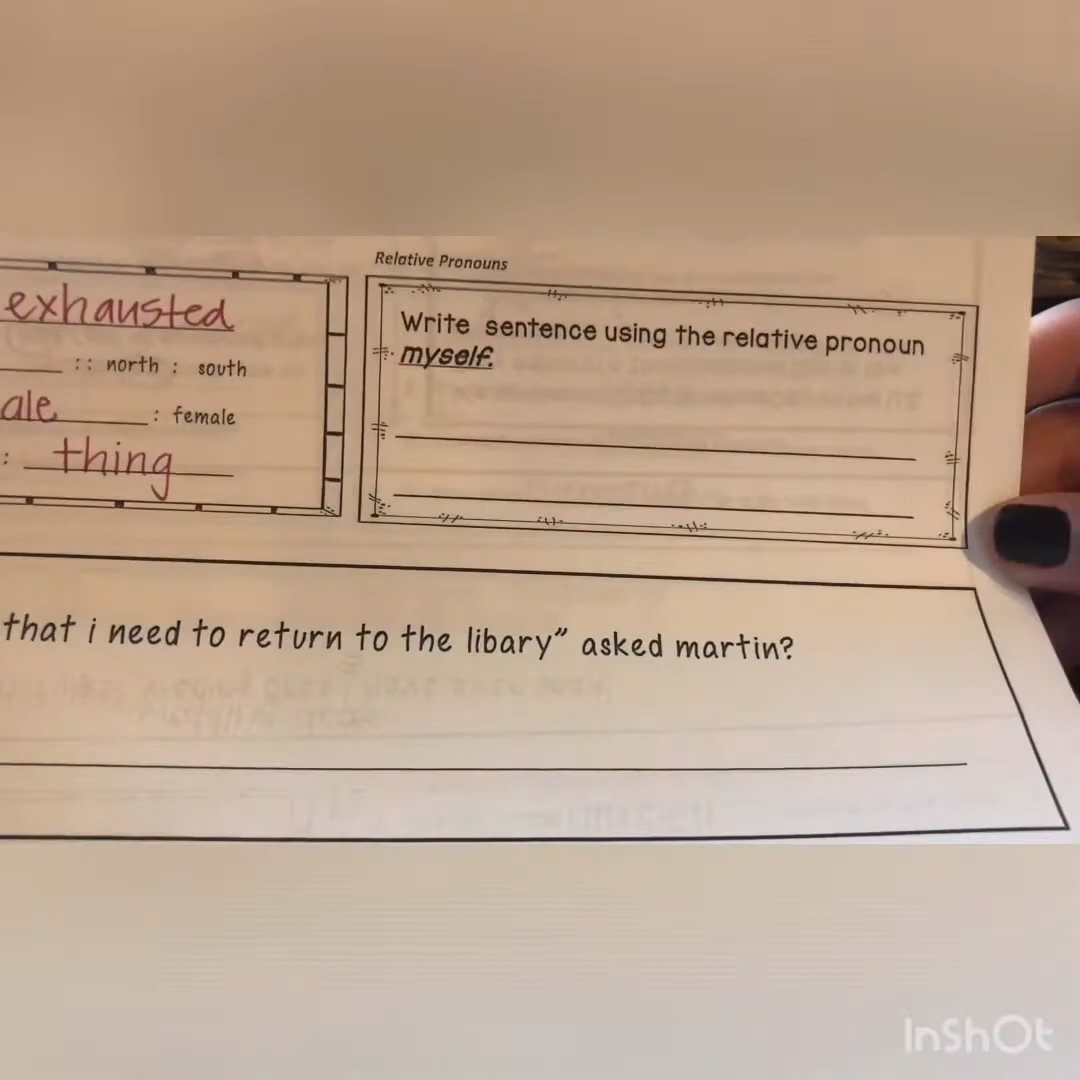 Relative Pronouns
exhausted
:: north : south
ale : female
: thing
Write sentence using the relative pronoun
myself.
that i need to return to the libary” asked martin?
InShOt